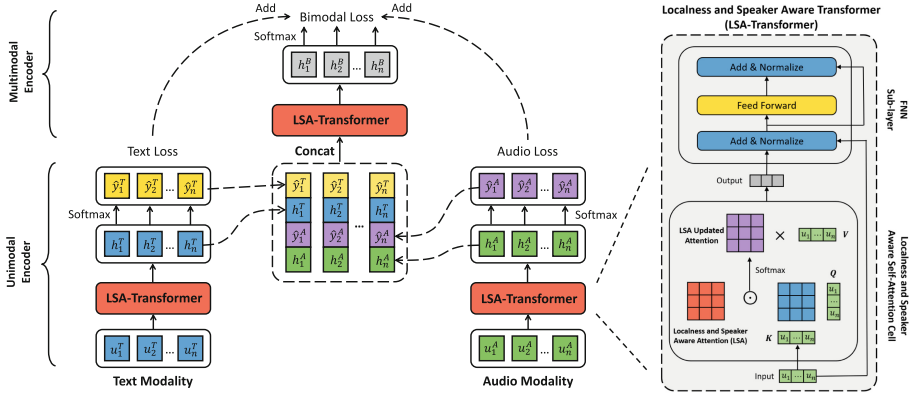 Add
Bimodal Loss
Add
Softmax
h_1^B h_2^B ... h_n^B
Multimodal
Encoder
LSA-Transformer
Concat
Text Loss
Audio Loss
ŷ_1^T ŷ_2^T ... ŷ_n^T
Softmax
h_1^T h_2^T ... h_n^T
Unimodal
Encoder
LSA-Transformer
u_1^T u_2^T ... u_n^T
Text Modality
ŷ_1^T ŷ_2^T ŷ_n^T
h_1^T h_2^T h_n^T
...
ŷ_1^A ŷ_2^A ŷ_n^A
h_1^A h_2^A h_n^A
ŷ_1^A ŷ_2^A ... ŷ_n^A
Softmax
h_1^A h_2^A ... h_n^A
LSA-Transformer
u_1^A u_2^A ... u_n^A
Audio Modality
Localness and Speaker Aware Transformer
(LSA-Transformer)
Add & Normalize
Feed Forward
Add & Normalize
FNN
Sub-layer
Output
LSA Updated
Attention
×
u_1 ... u_n V
Softmax
Q
u_1
...
u_n
Localness and Speaker
Aware Attention (LSA)
K u_1 ... u_n
Input u_1 ... u_n
Localness and Speaker
Aware Self-Attention Cell